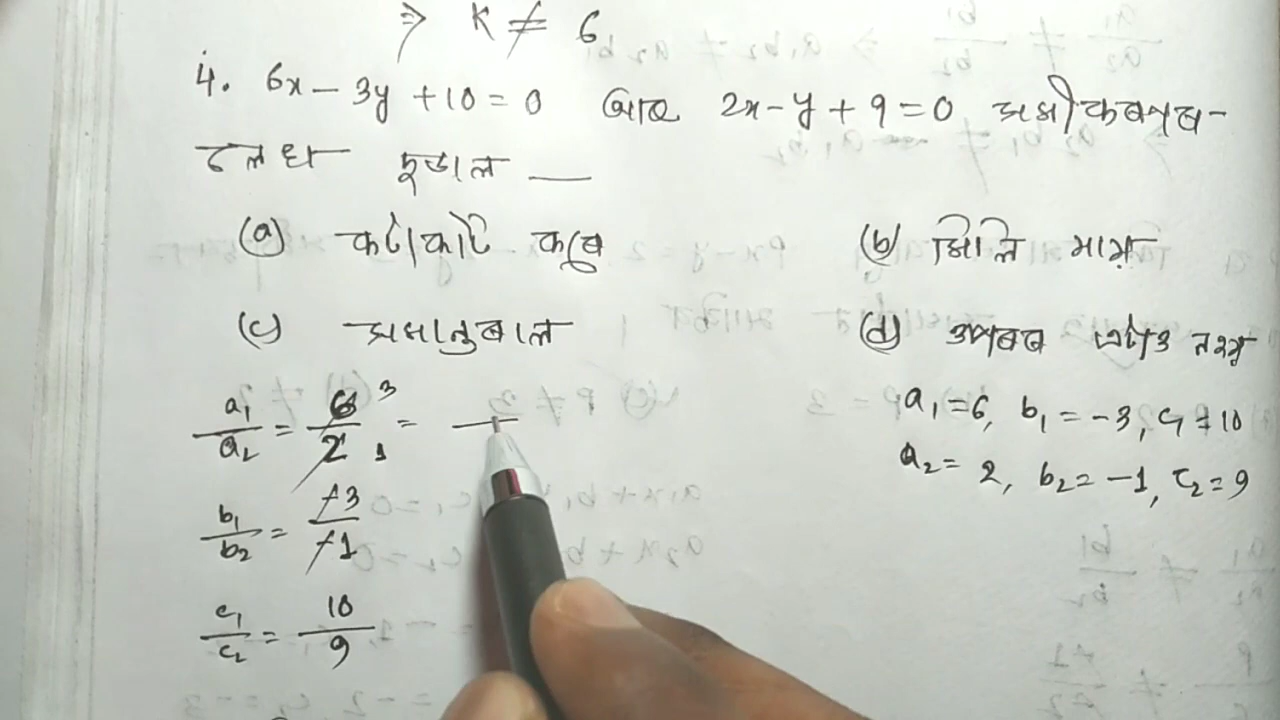 ⇒ K ≠ 6
4. 6x - 3y + 10 = 0 আৰু 2x - y + 9 = 0 সমীকৰণৰ-
লেখ দুডাল —
(a) কটাকটি কৰে
(b) মিলি যায়
(c) সমান্তৰাল
(d) ওপৰৰ এটাও নহয়
a₁/a₂ = 6/2 3 1 = —
a₁ = 6, b₁ = -3, c₁ = 10
a₂ = 2, b₂ = -1, c₂ = 9
b₁/b₂ = -3/-1
c₁/c₂ = 10/9